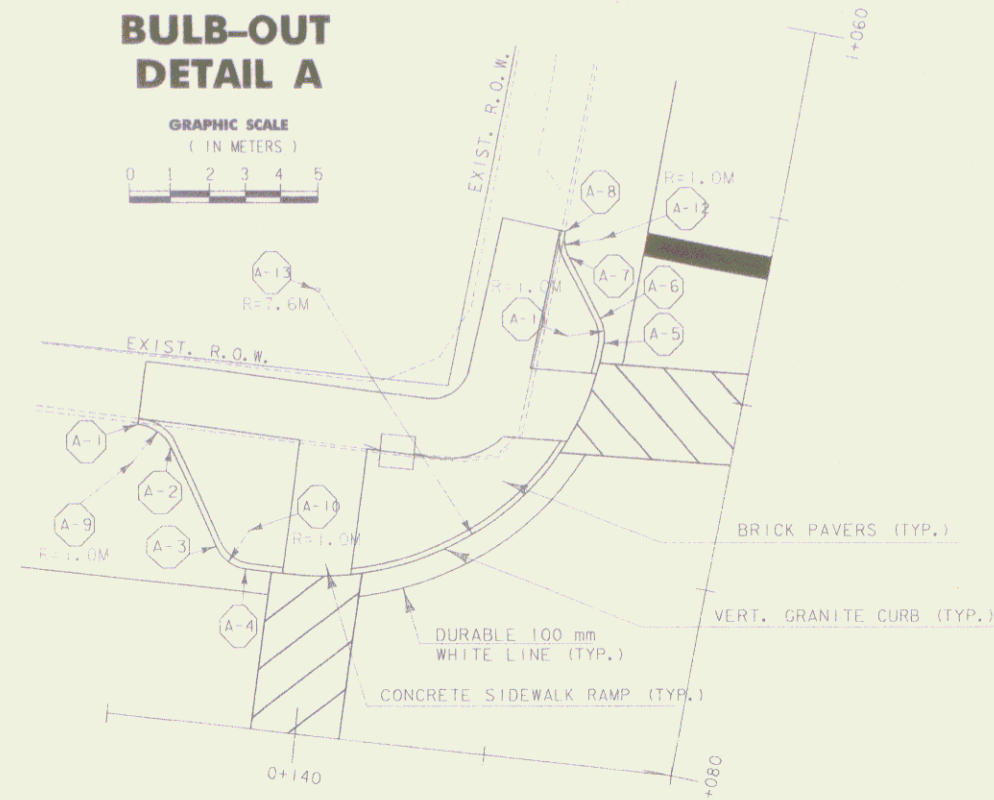 BULB-OUT
DETAIL A
GRAPHIC SCALE
( IN METERS )
0 1 2 3 4 5
1+060
EXIST. R.O.W.
A-8
R=1.0M
A-12
A-13
R=7.6M
A-7
R=1.0M
A-6
A-1
A-5
EXIST. R.O.W.
A-1
A-2
A-10
A-9
R=1.0M
A-3
R=1.0M
BRICK PAVERS (TYP.)
A-4
VERT. GRANITE CURB (TYP.)
DURABLE 100 mm
WHITE LINE (TYP.)
CONCRETE SIDEWALK RAMP (TYP.)
0+140
+080